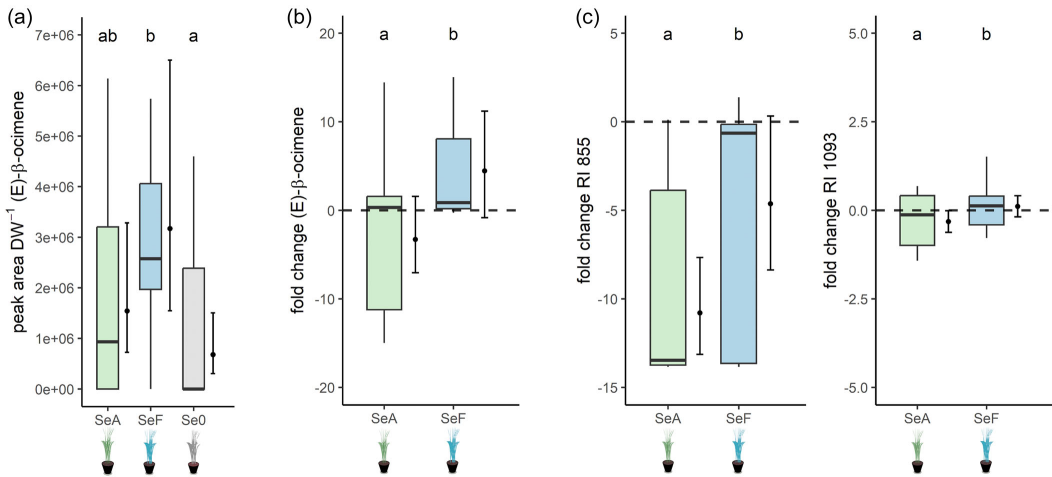 (a)
peak area DW⁻¹ (E)-β-ocimene
7e+06
6e+06
5e+06
4e+06
3e+06
2e+06
1e+06
0e+00
ab
b
a
SeA
SeF
Se0
(b)
fold change (E)-β-ocimene
20
10
0
-10
-20
a
b
SeA
SeF
(c)
fold change RI 855
0
-5
-10
-15
a
b
SeA
SeF
fold change RI 1093
5.0
2.5
0.0
-2.5
-5.0
a
b
SeA
SeF